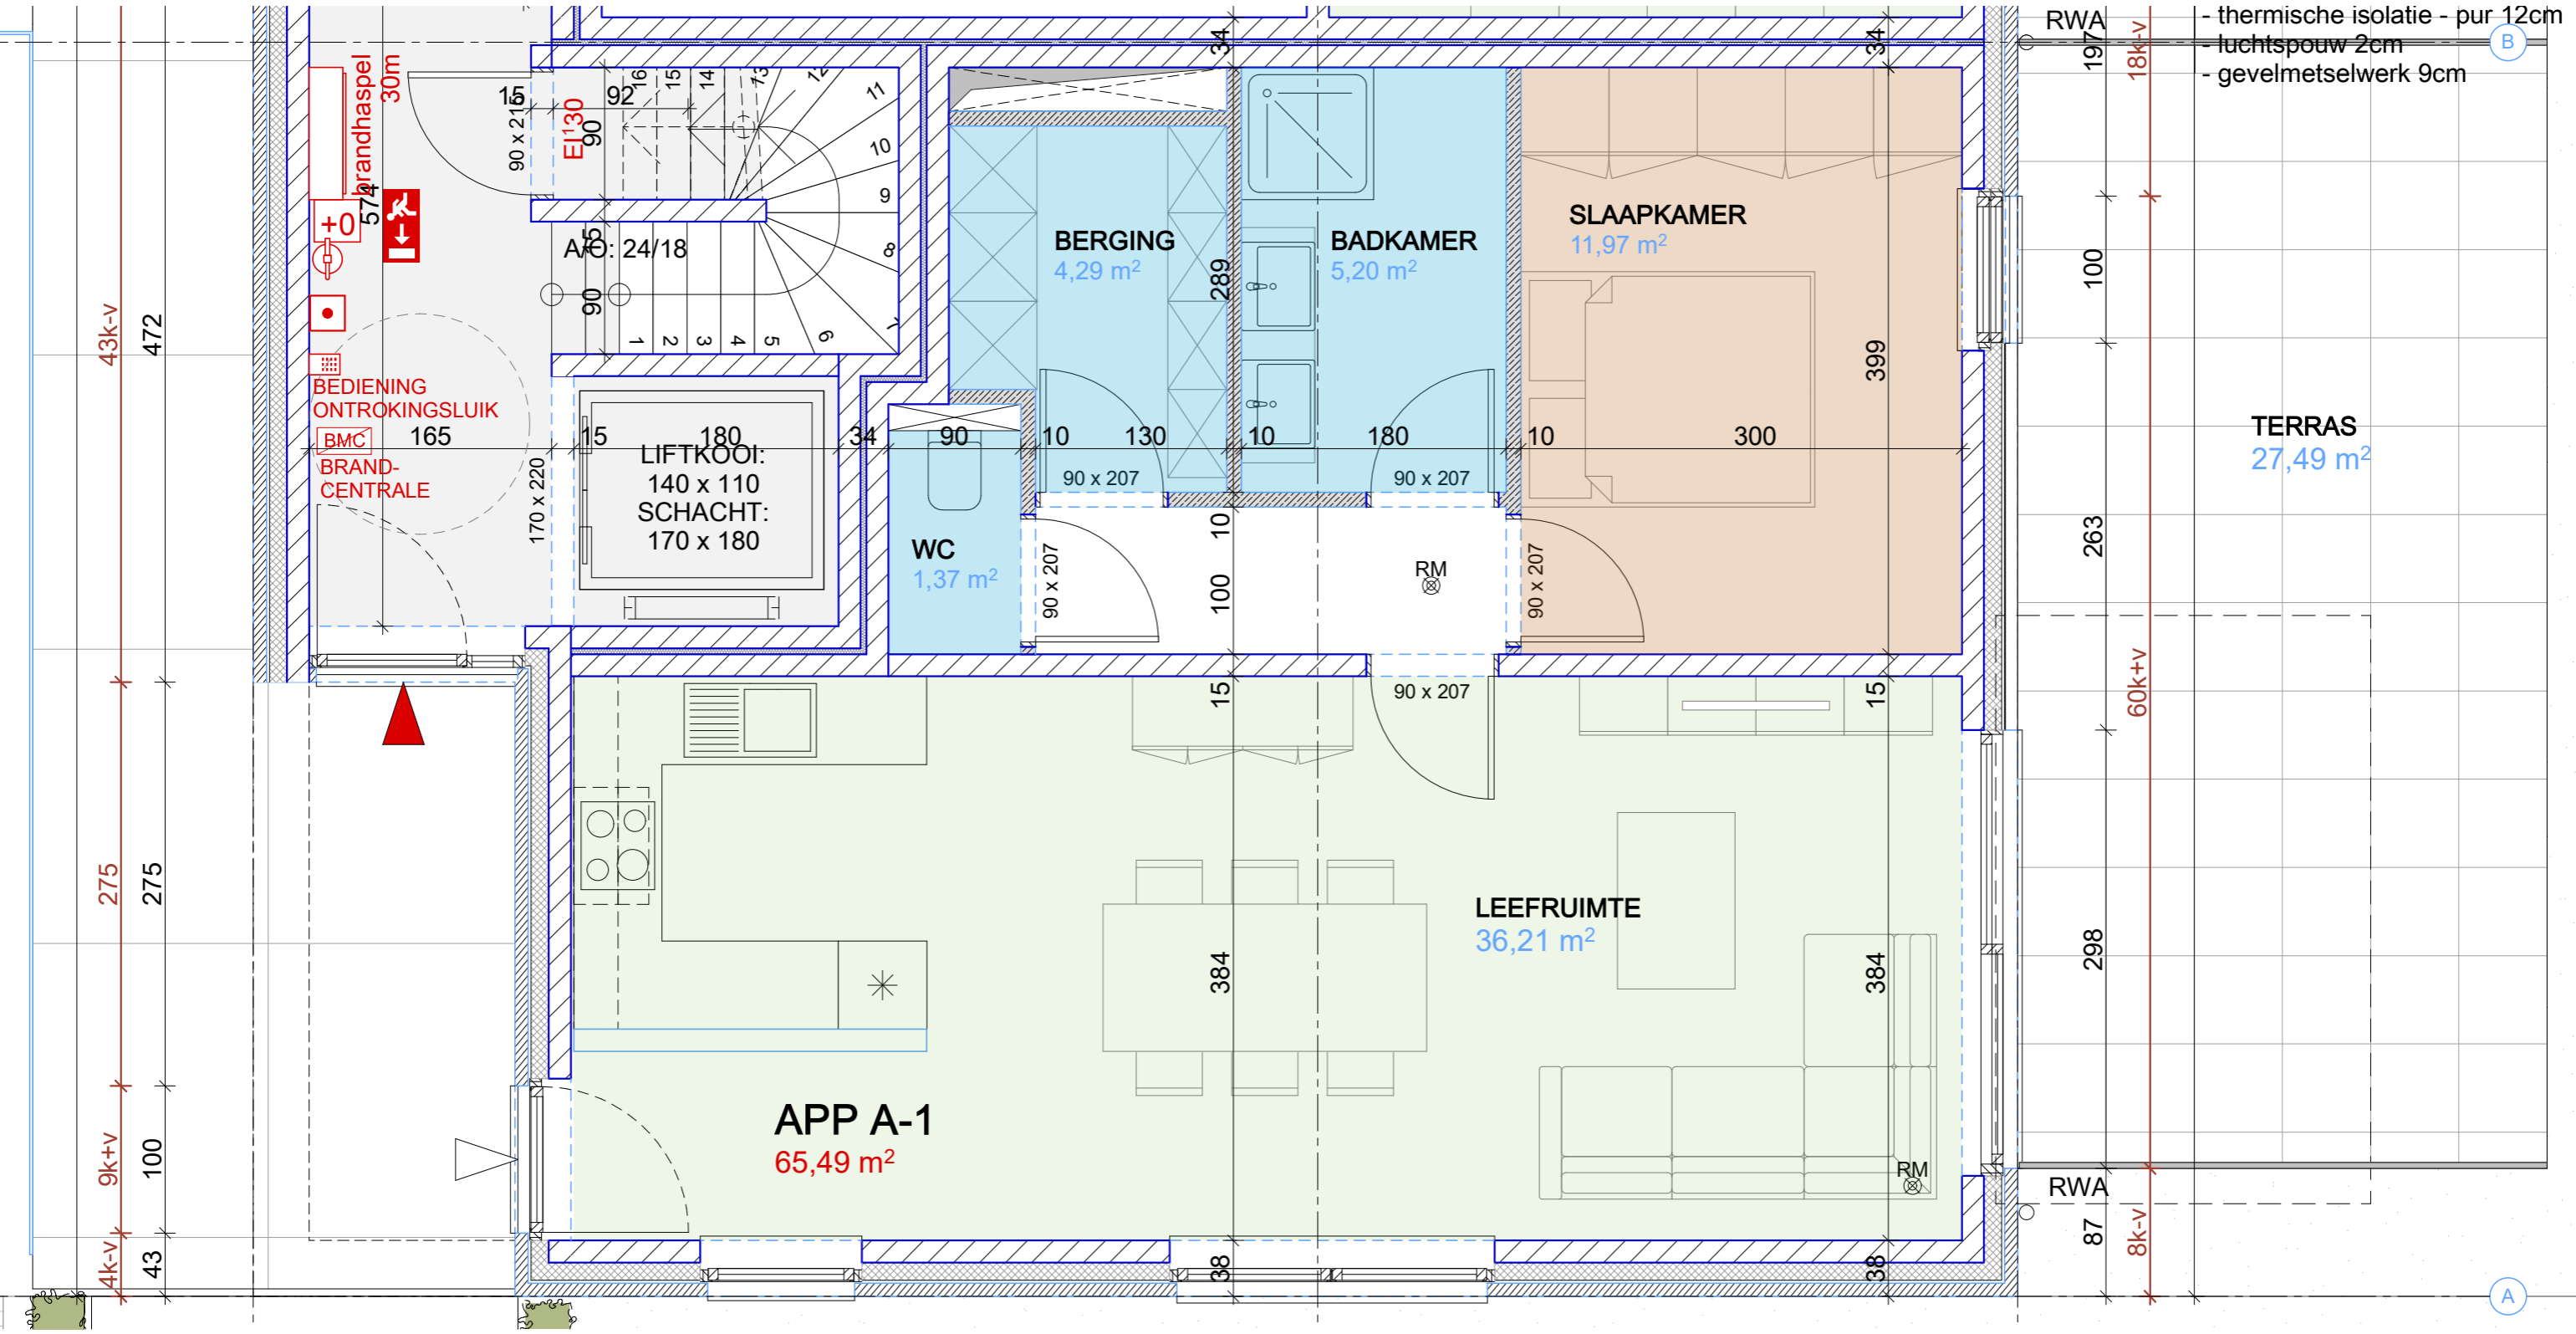 RWA
- thermische isolatie - pur 12cm
- luchtspouw 2cm
- gevelmetselwerk 9cm
B
34
34
197
18k-v
brandhaspel
30m
574
+0
15
92
90 x 215
EI¹30
90
16
15
14
13
12
11
10
9
8
7
6
5
4
3
2
1
A/O: 24/18
15
90
BERGING
4,29 m²
289
BADKAMER
5,20 m²
SLAAPKAMER
11,97 m²
100
43k-v
472
399
BEDIENING
ONTROKINGSLUIK
BMC
BRAND-
CENTRALE
165
15
180
34
90
10
130
10
180
10
300
LIFTKOOI:
140 x 110
SCHACHT:
170 x 180
170 x 220
90 x 207
90 x 207
TERRAS
27,49 m²
WC
1,37 m²
90 x 207
10
100
RM
90 x 207
263
60k+v
15
90 x 207
15
275
275
LEEFRUIMTE
36,21 m²
384
384
298
APP A-1
65,49 m²
9k+v
100
RM
RWA
4k-v
43
38
38
87
8k-v
A